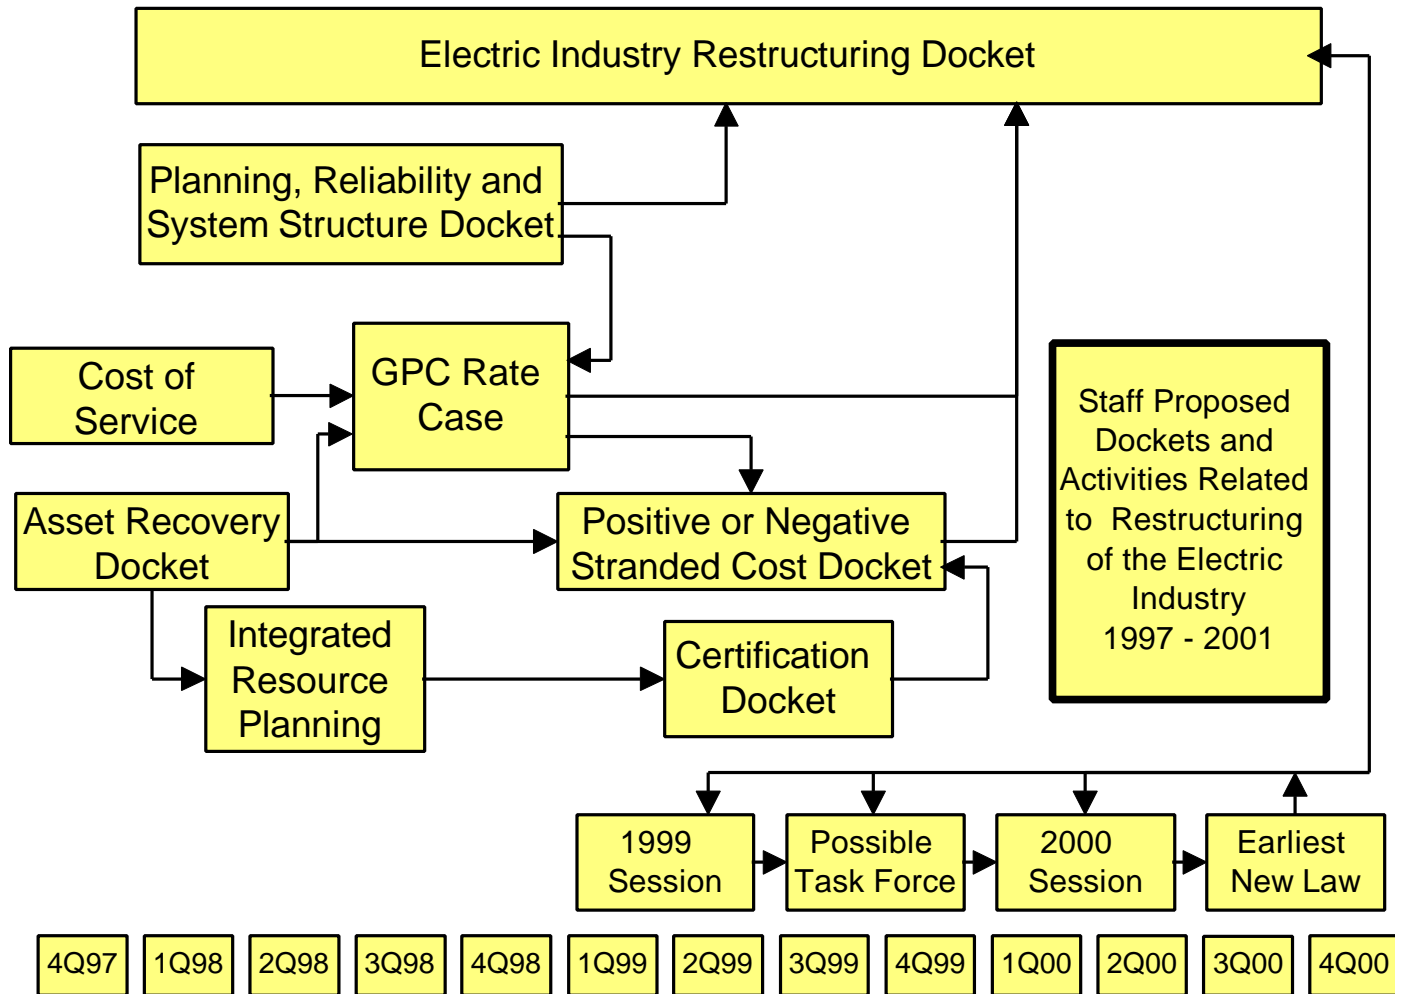 Electric Industry Restructuring Docket
Planning, Reliability and
System Structure Docket
Cost of
Service
GPC Rate
Case
Staff Proposed
Dockets and
Activities Related
to Restructuring
of the Electric
Industry
1997 - 2001
Asset Recovery
Docket
Positive or Negative
Stranded Cost Docket
Integrated
Resource
Planning
Certification
Docket
1999
Session
Possible
Task Force
2000
Session
Earliest
New Law
4Q97 1Q98 2Q98 3Q98 4Q98 1Q99 2Q99 3Q99 4Q99 1Q00 2Q00 3Q00 4Q00